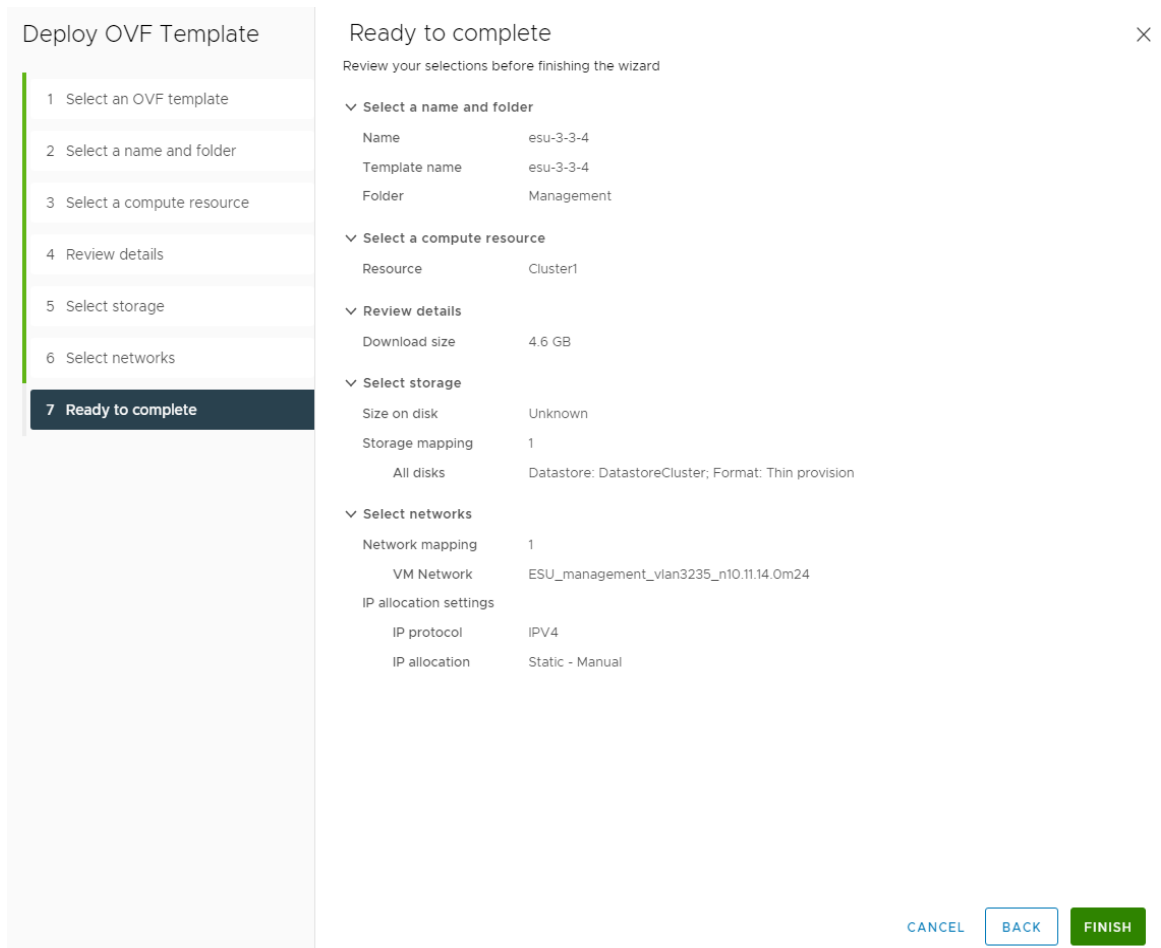 Deploy OVF Template
1 Select an OVF template
2 Select a name and folder
3 Select a compute resource
4 Review details
5 Select storage
6 Select networks
7 Ready to complete
Ready to complete
Review your selections before finishing the wizard
Select a name and folder
Name esu-3-3-4
Template name esu-3-3-4
Folder Management
Select a compute resource
Resource Cluster1
Review details
Download size 4.6 GB
Select storage
Size on disk Unknown
Storage mapping 1
All disks Datastore: DatastoreCluster; Format: Thin provision
Select networks
Network mapping 1
VM Network ESU_management_vlan3235_n10.11.14.0m24
IP allocation settings
IP protocol IPV4
IP allocation Static - Manual
CANCEL BACK FINISH